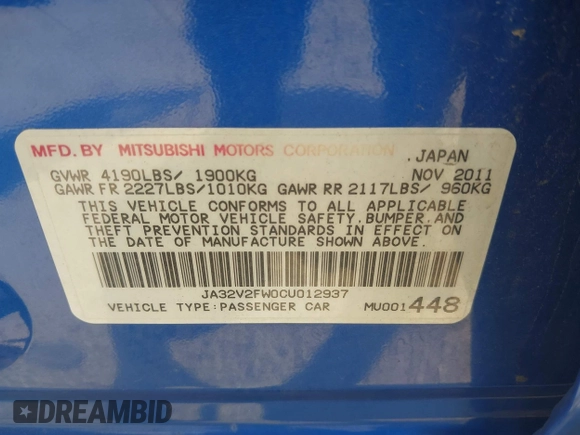 MFD.BY MITSUBISHI MOTORS CORPORATION .JAPAN
GVWR 4190LBS/ 1900KG NOV 2011
GAWR FR 2227LBS/1010KG GAWR RR 2117LBS/ 960KG
THIS VEHICLE CONFORMS TO ALL APPLICABLE
FEDERAL MOTOR VEHICLE SAFETY,BUMPER,AND
THEFT PREVENTION STANDARDS IN EFFECT ON
THE DATE OF MANUFACTURE SHOWN ABOVE.
JA32V2FW0CU012937
VEHICLE TYPE:PASSENGER CAR MU001448
DREAMBID